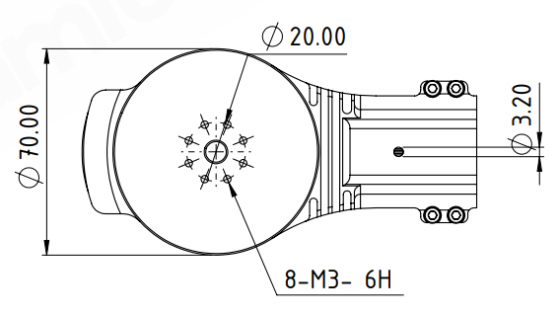 ∅ 20.00
∅ 70.00
∅ 3.20
8-M3- 6H